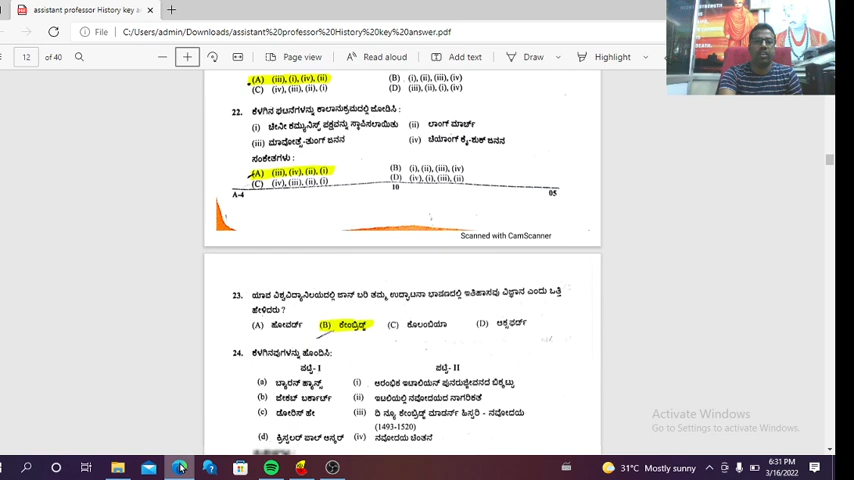 assistant professor History key an
File
C:/Users/admin/Downloads/assistant%20professor%20History%20key%20answer.pdf
12 of 40
Page view
Read aloud
Add text
Draw
Highlight
(A) (iii), (i), (iv), (ii)
(B) (i), (ii), (iii), (iv)
(C) (iv), (iii), (ii), (i)
(D) (iii), (ii), (i), (iv)
22. ಕೆಳಗಿನ ಘಟನೆಗಳನ್ನು ಕಾಲಾನುಕ್ರಮದಲ್ಲಿ ಜೋಡಿಸಿ :
(i) ಚೀನೀ ಕಮ್ಯುನಿಸ್ಟ್ ಪಕ್ಷವನ್ನು ಸ್ಥಾಪಿಸಲಾಯಿತು (ii) ಲಾಂಗ್ ಮಾರ್ಚ್
(iii) ಮಾವೋತ್ಸೆ-ತುಂಗ್ ಜನನ (iv) ಚಿಯಾಂಗ್ ಕೈ-ಶುಕ್ ಜನನ
ಸಂಕೇತಗಳು :
(A) (iii), (iv), (ii), (i)
(B) (i), (ii), (iii), (iv)
(C) (iv), (iii), (ii), (i)
(D) (iv), (i), (iii), (ii)
A-4 10 05
Scanned with CamScanner
23. ಯಾವ ವಿಶ್ವವಿದ್ಯಾನಿಲಯದಲ್ಲಿ ಜಾನ್ ಬರಿ ತಮ್ಮ ಉದ್ಘಾಟನಾ ಭಾಷಣದಲ್ಲಿ ಇತಿಹಾಸವು ವಿಜ್ಞಾನ ಎಂದು ಒತ್ತಿ
ಹೇಳಿದರು ?
(A) ಹೋವರ್ಡ್ (B) ಕೇಂಬ್ರಿಡ್ಜ್ (C) ಕೊಲಂಬಿಯಾ (D) ಆಕ್ಸಫರ್ಡ್
24. ಕೆಳಗಿನವುಗಳನ್ನು ಹೊಂದಿಸಿ:
ಪಟ್ಟಿ-I ಪಟ್ಟಿ-II
(a) ಬ್ಯಾರನ್ ಹ್ಯಾನ್ಸ್ (i) ಆರಂಭಿಕ ಇಟಾಲಿಯನ್ ಪುನರುಜ್ಜೀವನದ ಬಿಕ್ಕಟ್ಟು
(b) ಜೇಕಬ್ ಬರ್ಕಾರ್ಟ್ (ii) ಇಟಲಿಯಲ್ಲಿ ನವೋದಯದ ನಾಗರಿಕತೆ
(c) ಡೋರಿಸ್ ಹೇ (iii) ದಿ ನ್ಯೂ ಕೇಂಬ್ರಿಡ್ಜ್ ಮಾಡರ್ನ್ ಹಿಸ್ಟರಿ - ನವೋದಯ
(1493-1520)
(d) ಕ್ರಿಸ್ಟಲರ್ ಪಾಲ್ ಆಸ್ಕರ್ (iv) ನವೋದಯ ಚಿಂತನೆ
Activate Windows
Go to Settings to activate Windows.
31°C Mostly sunny
6:31 PM
3/16/2022